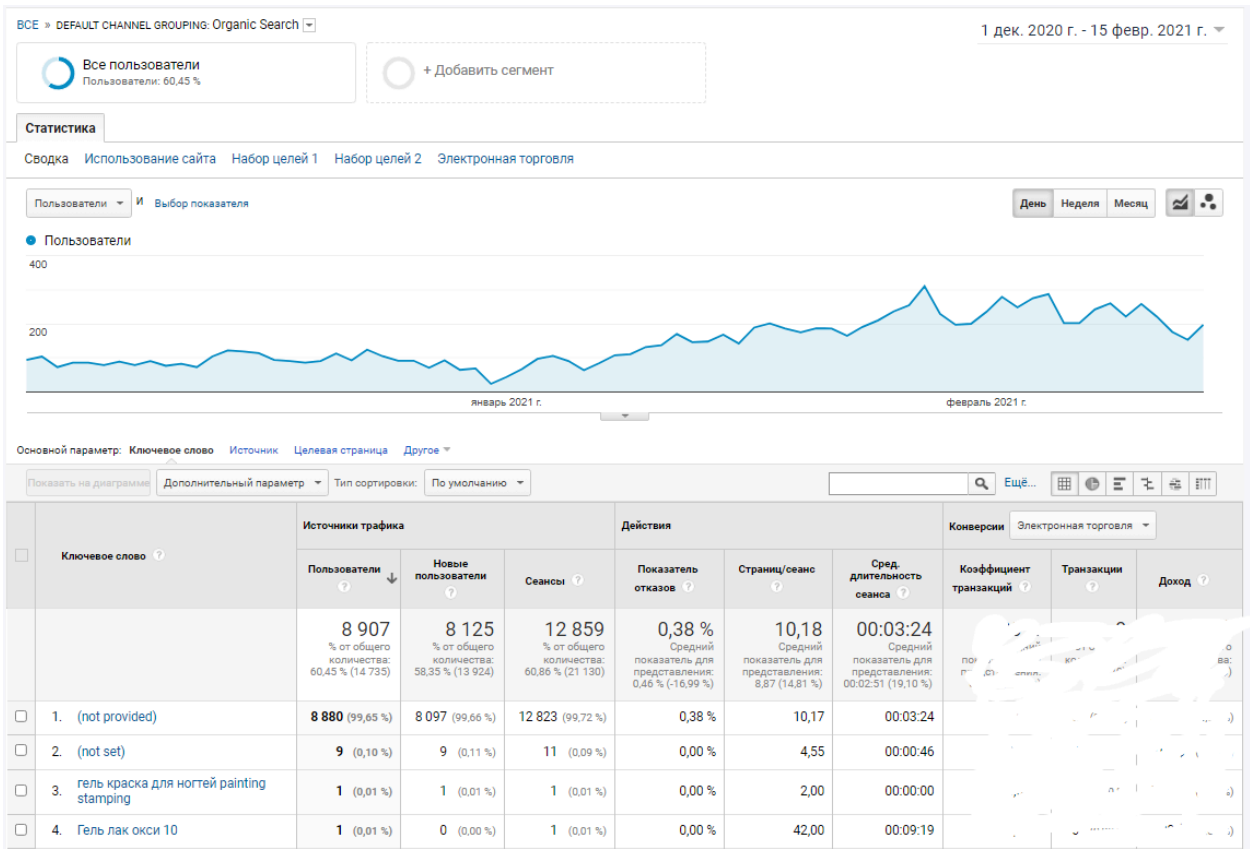 ВСЕ » DEFAULT CHANNEL GROUPING: Organic Search
1 дек. 2020 г. - 15 февр. 2021 г.
Все пользователи
Пользователи: 60,45 %
+ Добавить сегмент
Статистика
Сводка Использование сайта Набор целей 1 Набор целей 2 Электронная торговля
Пользователи И Выбор показателя
День Неделя Месяц
Пользователи
400
200
январь 2021 г. февраль 2021 г.
Основной параметр: Ключевое слово Источник Целевая страница Другое
Показать на диаграмме Дополнительный параметр Тип сортировки: По умолчанию Ещё...
Источники трафика Действия Конверсии Электронная торговля
Ключевое слово ?
Пользователи ? Новые пользователи ? Сеансы ? Показатель отказов ? Страниц/сеанс ? Сред. длительность сеанса ? Коэффициент транзакций ? Транзакции ? Доход ?
8 907 8 125 12 859 0,38 % 10,18 00:03:24
% от общего % от общего % от общего Средний Средний Средний
количества: количества: количества: показатель для показатель для показатель для
60,45 % (14 735) 58,35 % (13 924) 60,86 % (21 130) представления: представления: представления:
0,46 % (-16,99 %) 8,87 (14,81 %) 00:02:51 (19,10 %)
1. (not provided) 8 880 (99,65 %) 8 097 (99,66 %) 12 823 (99,72 %) 0,38 % 10,17 00:03:24
2. (not set) 9 (0,10 %) 9 (0,11 %) 11 (0,09 %) 0,00 % 4,55 00:00:46
3. гель краска для ногтей painting
stamping 1 (0,01 %) 1 (0,01 %) 1 (0,01 %) 0,00 % 2,00 00:00:00
4. Гель лак окси 10 1 (0,01 %) 0 (0,00 %) 1 (0,01 %) 0,00 % 42,00 00:09:19